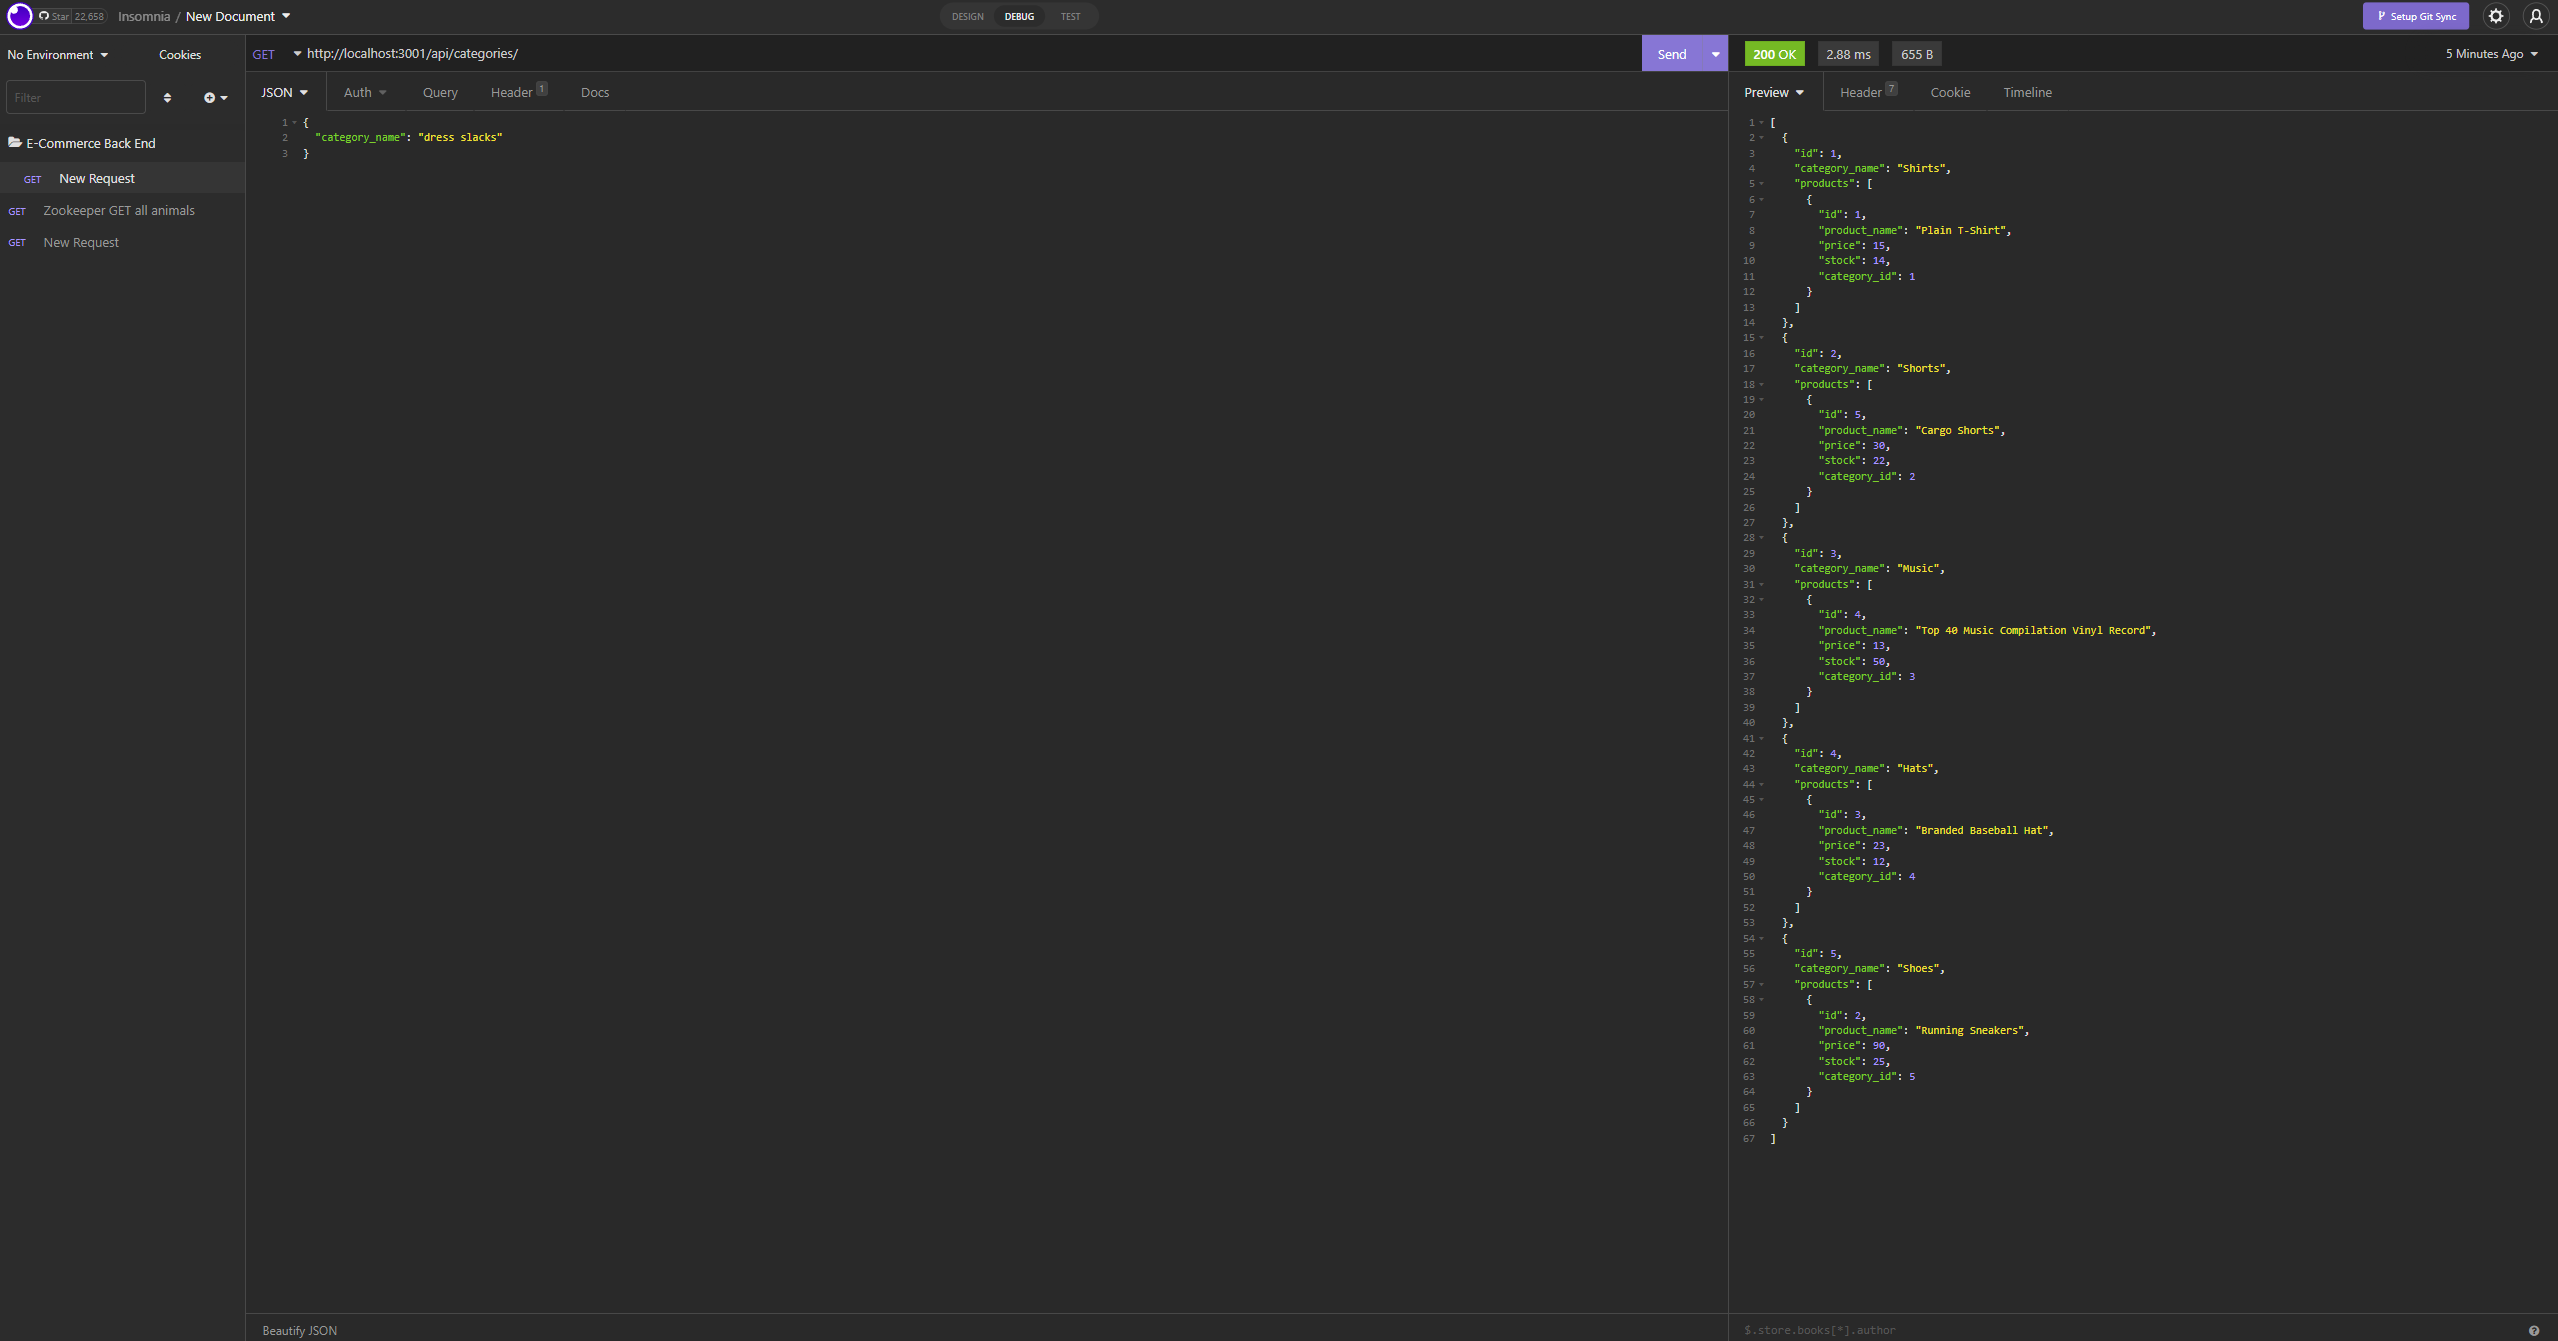 Star 22,658 Insomnia / New Document DESIGN DEBUG TEST Setup Git Sync
No Environment Cookies
Filter
E-Commerce Back End
GET New Request
GET Zookeeper GET all animals
GET New Request
GET http://localhost:3001/api/categories/ Send
JSON Auth Query Header 1 Docs
1 {
2 "category_name": "dress slacks"
3 }
Beautify JSON
200 OK 2.88 ms 655 B 5 Minutes Ago
Preview Header 7 Cookie Timeline
1 [
2 {
3 "id": 1,
4 "category_name": "Shirts",
5 "products": [
6 {
7 "id": 1,
8 "product_name": "Plain T-Shirt",
9 "price": 15,
10 "stock": 14,
11 "category_id": 1
12 }
13 ]
14 },
15 {
16 "id": 2,
17 "category_name": "Shorts",
18 "products": [
19 {
20 "id": 5,
21 "product_name": "Cargo Shorts",
22 "price": 30,
23 "stock": 22,
24 "category_id": 2
25 }
26 ]
27 },
28 {
29 "id": 3,
30 "category_name": "Music",
31 "products": [
32 {
33 "id": 4,
34 "product_name": "Top 40 Music Compilation Vinyl Record",
35 "price": 13,
36 "stock": 50,
37 "category_id": 3
38 }
39 ]
40 },
41 {
42 "id": 4,
43 "category_name": "Hats",
44 "products": [
45 {
46 "id": 3,
47 "product_name": "Branded Baseball Hat",
48 "price": 23,
49 "stock": 12,
50 "category_id": 4
51 }
52 ]
53 },
54 {
55 "id": 5,
56 "category_name": "Shoes",
57 "products": [
58 {
59 "id": 2,
60 "product_name": "Running Sneakers",
61 "price": 90,
62 "stock": 25,
63 "category_id": 5
64 }
65 ]
66 }
67 ]
$.store.books[*].author